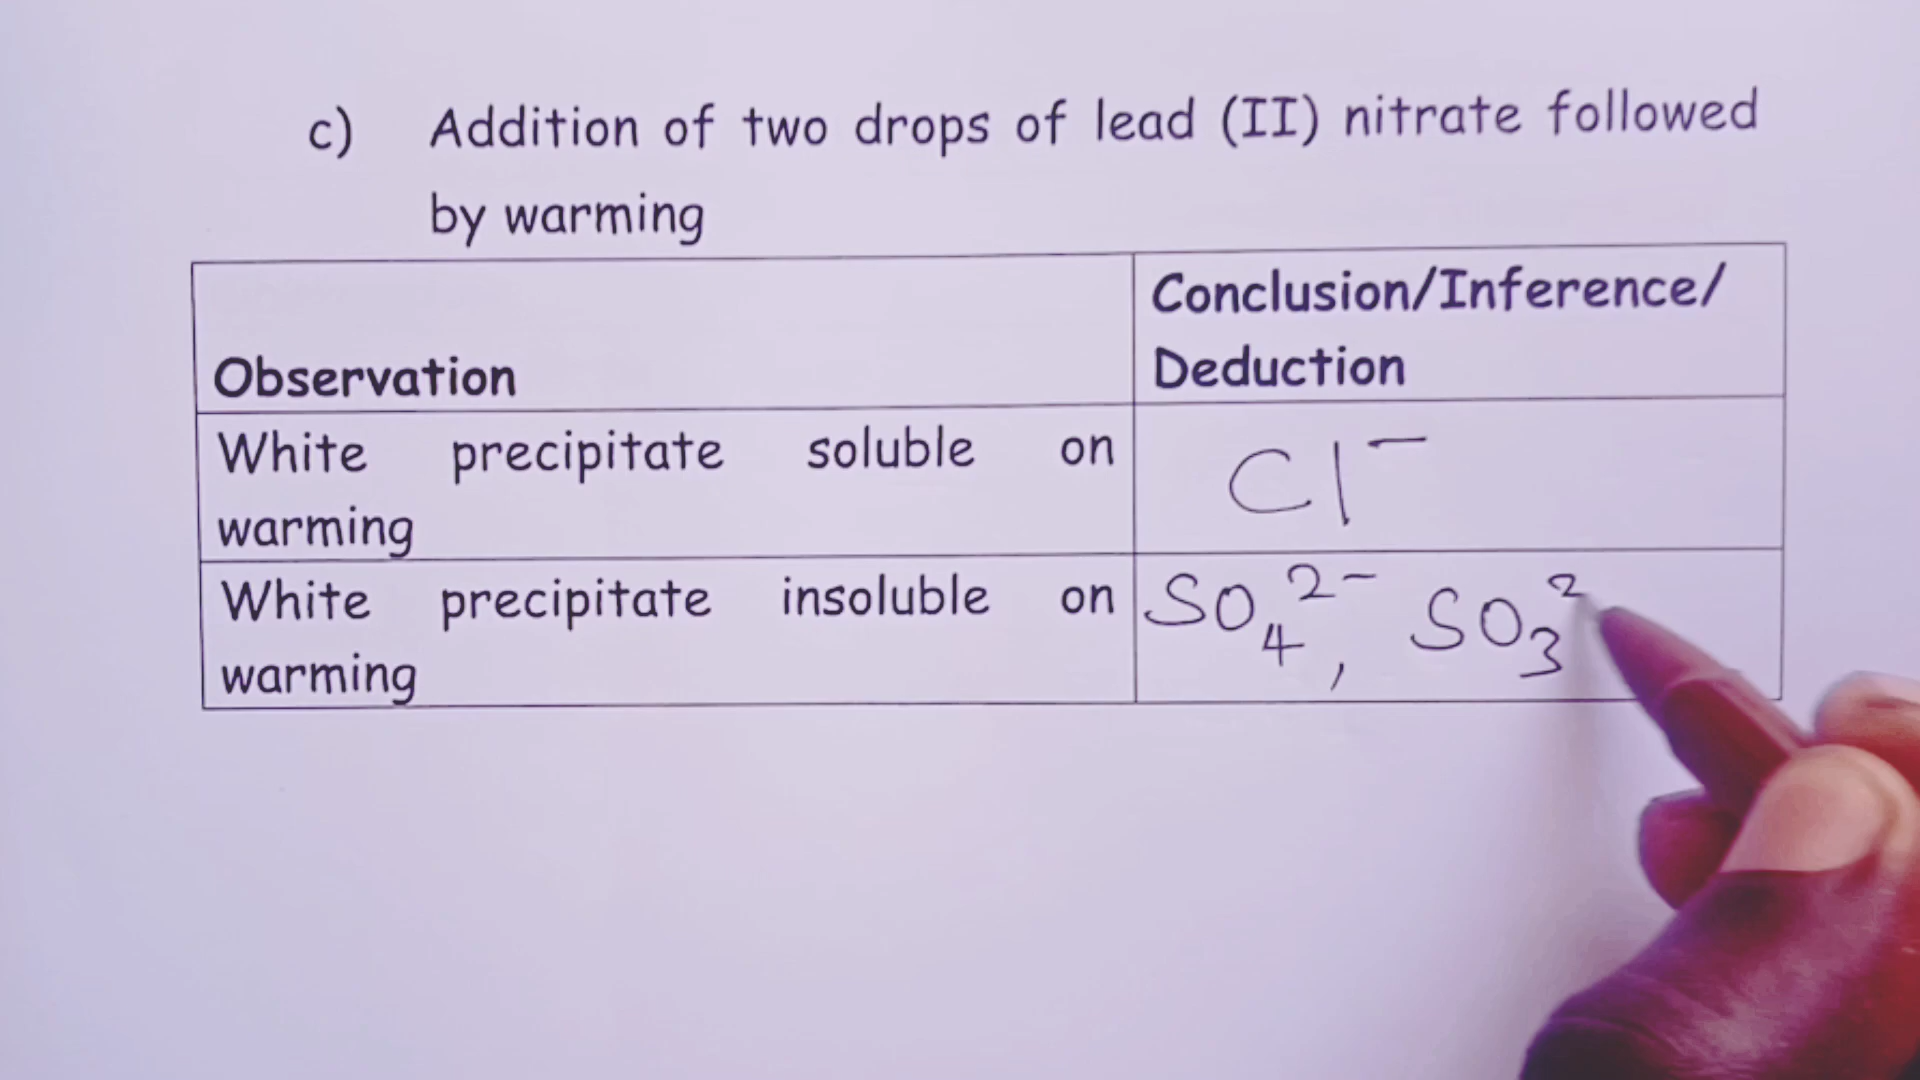 c) Addition of two drops of lead (II) nitrate followed
by warming
Conclusion/Inference/
Observation Deduction
White precipitate soluble on
warming
Cl⁻
White precipitate insoluble on
warming
SO₄²⁻, SO₃²